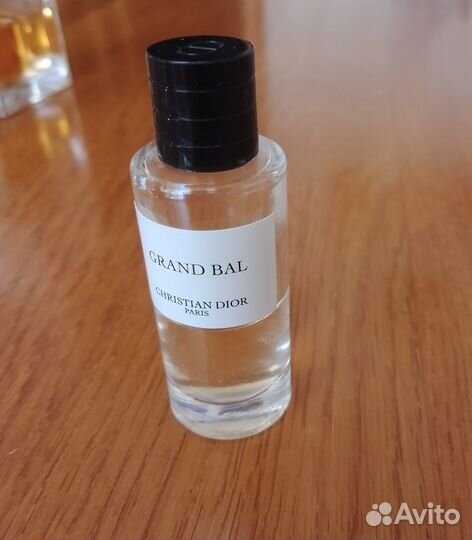 GRAND BAL
CHRISTIAN DIOR
PARIS
Avito